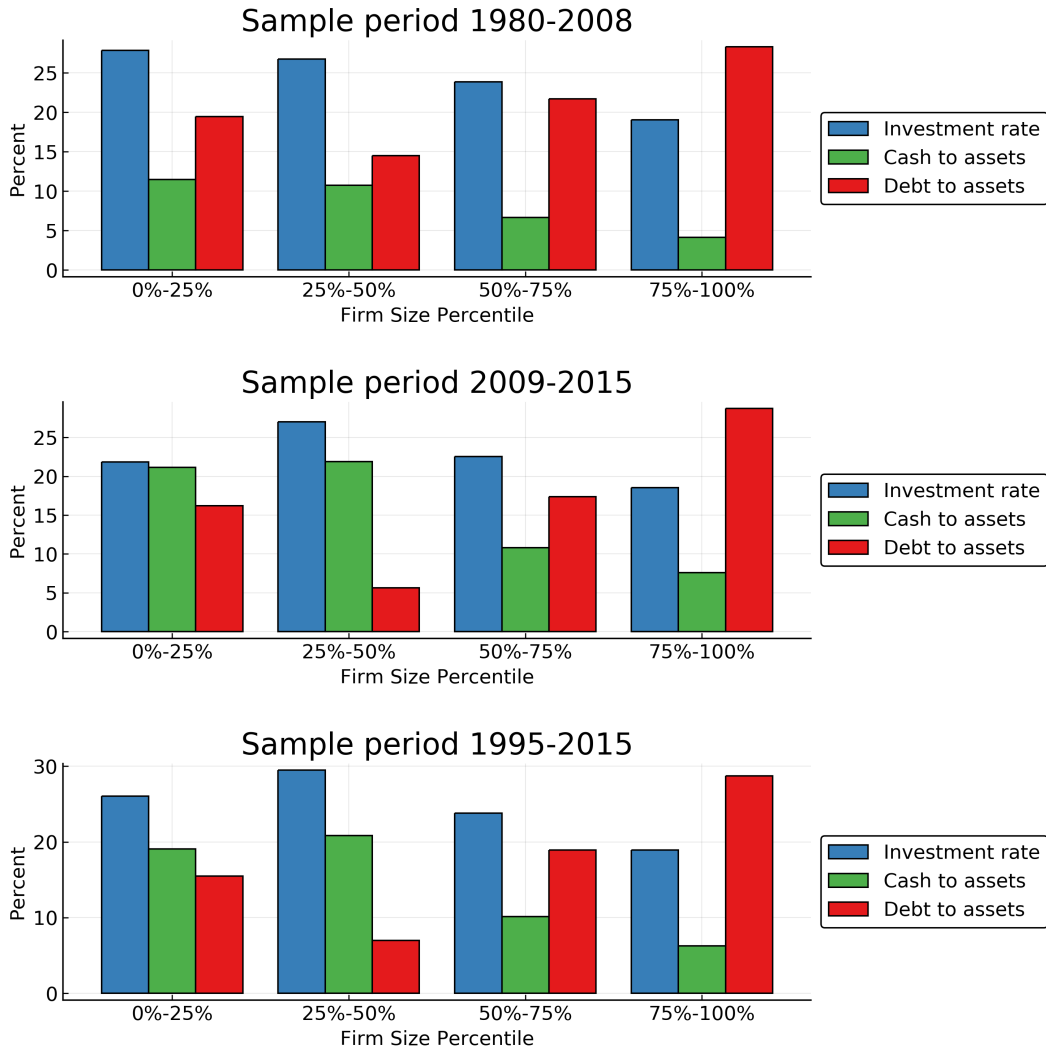 Sample period 1980-2008
Percent
25
20
15
10
5
0
0%-25% 25%-50% 50%-75% 75%-100%
Firm Size Percentile
Investment rate
Cash to assets
Debt to assets
Sample period 2009-2015
Percent
25
20
15
10
5
0
0%-25% 25%-50% 50%-75% 75%-100%
Firm Size Percentile
Investment rate
Cash to assets
Debt to assets
Sample period 1995-2015
Percent
30
20
10
0
0%-25% 25%-50% 50%-75% 75%-100%
Firm Size Percentile
Investment rate
Cash to assets
Debt to assets